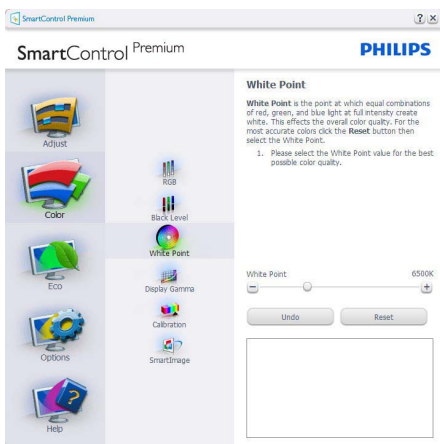 SmartControl Premium
SmartControl Premium
PHILIPS
Adjust
Color
Eco
Options
Help
RGB
Black Level
White Point
Display Gamma
Calibration
SmartImage
White Point
White Point is the point at which equal combinations
of red, green, and blue light at full intensity create
white. This effects the overall color quality. For the
most accurate colors click the Reset button then
select the White Point.
1. Please select the White Point value for the best
possible color quality.
White Point 6500K
Undo Reset